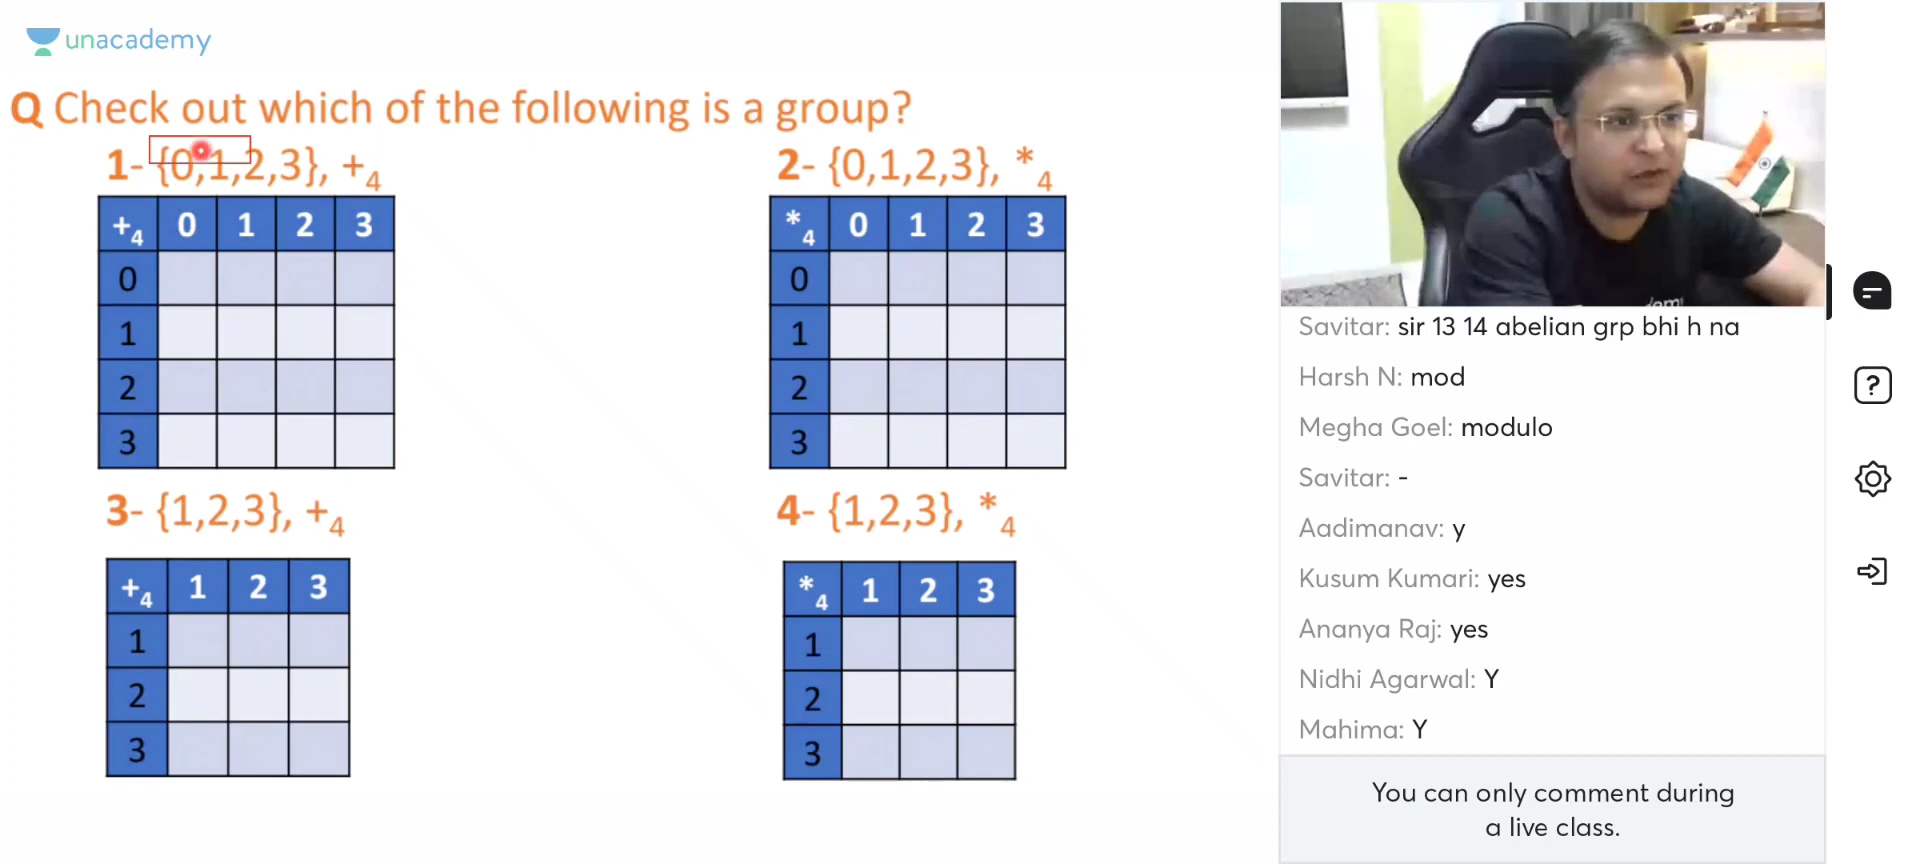 unacademy
Q Check out which of the following is a group?
1- {0,1,2,3}, +4
+4 0 1 2 3
0
1
2
3
2- {0,1,2,3}, *4
*4 0 1 2 3
0
1
2
3
3- {1,2,3}, +4
+4 1 2 3
1
2
3
4- {1,2,3}, *4
*4 1 2 3
1
2
3
Savitar: sir 13 14 abelian grp bhi h na
Harsh N: mod
Megha Goel: modulo
Savitar: -
Aadimanav: y
Kusum Kumari: yes
Ananya Raj: yes
Nidhi Agarwal: Y
Mahima: Y
You can only comment during
a live class.
?